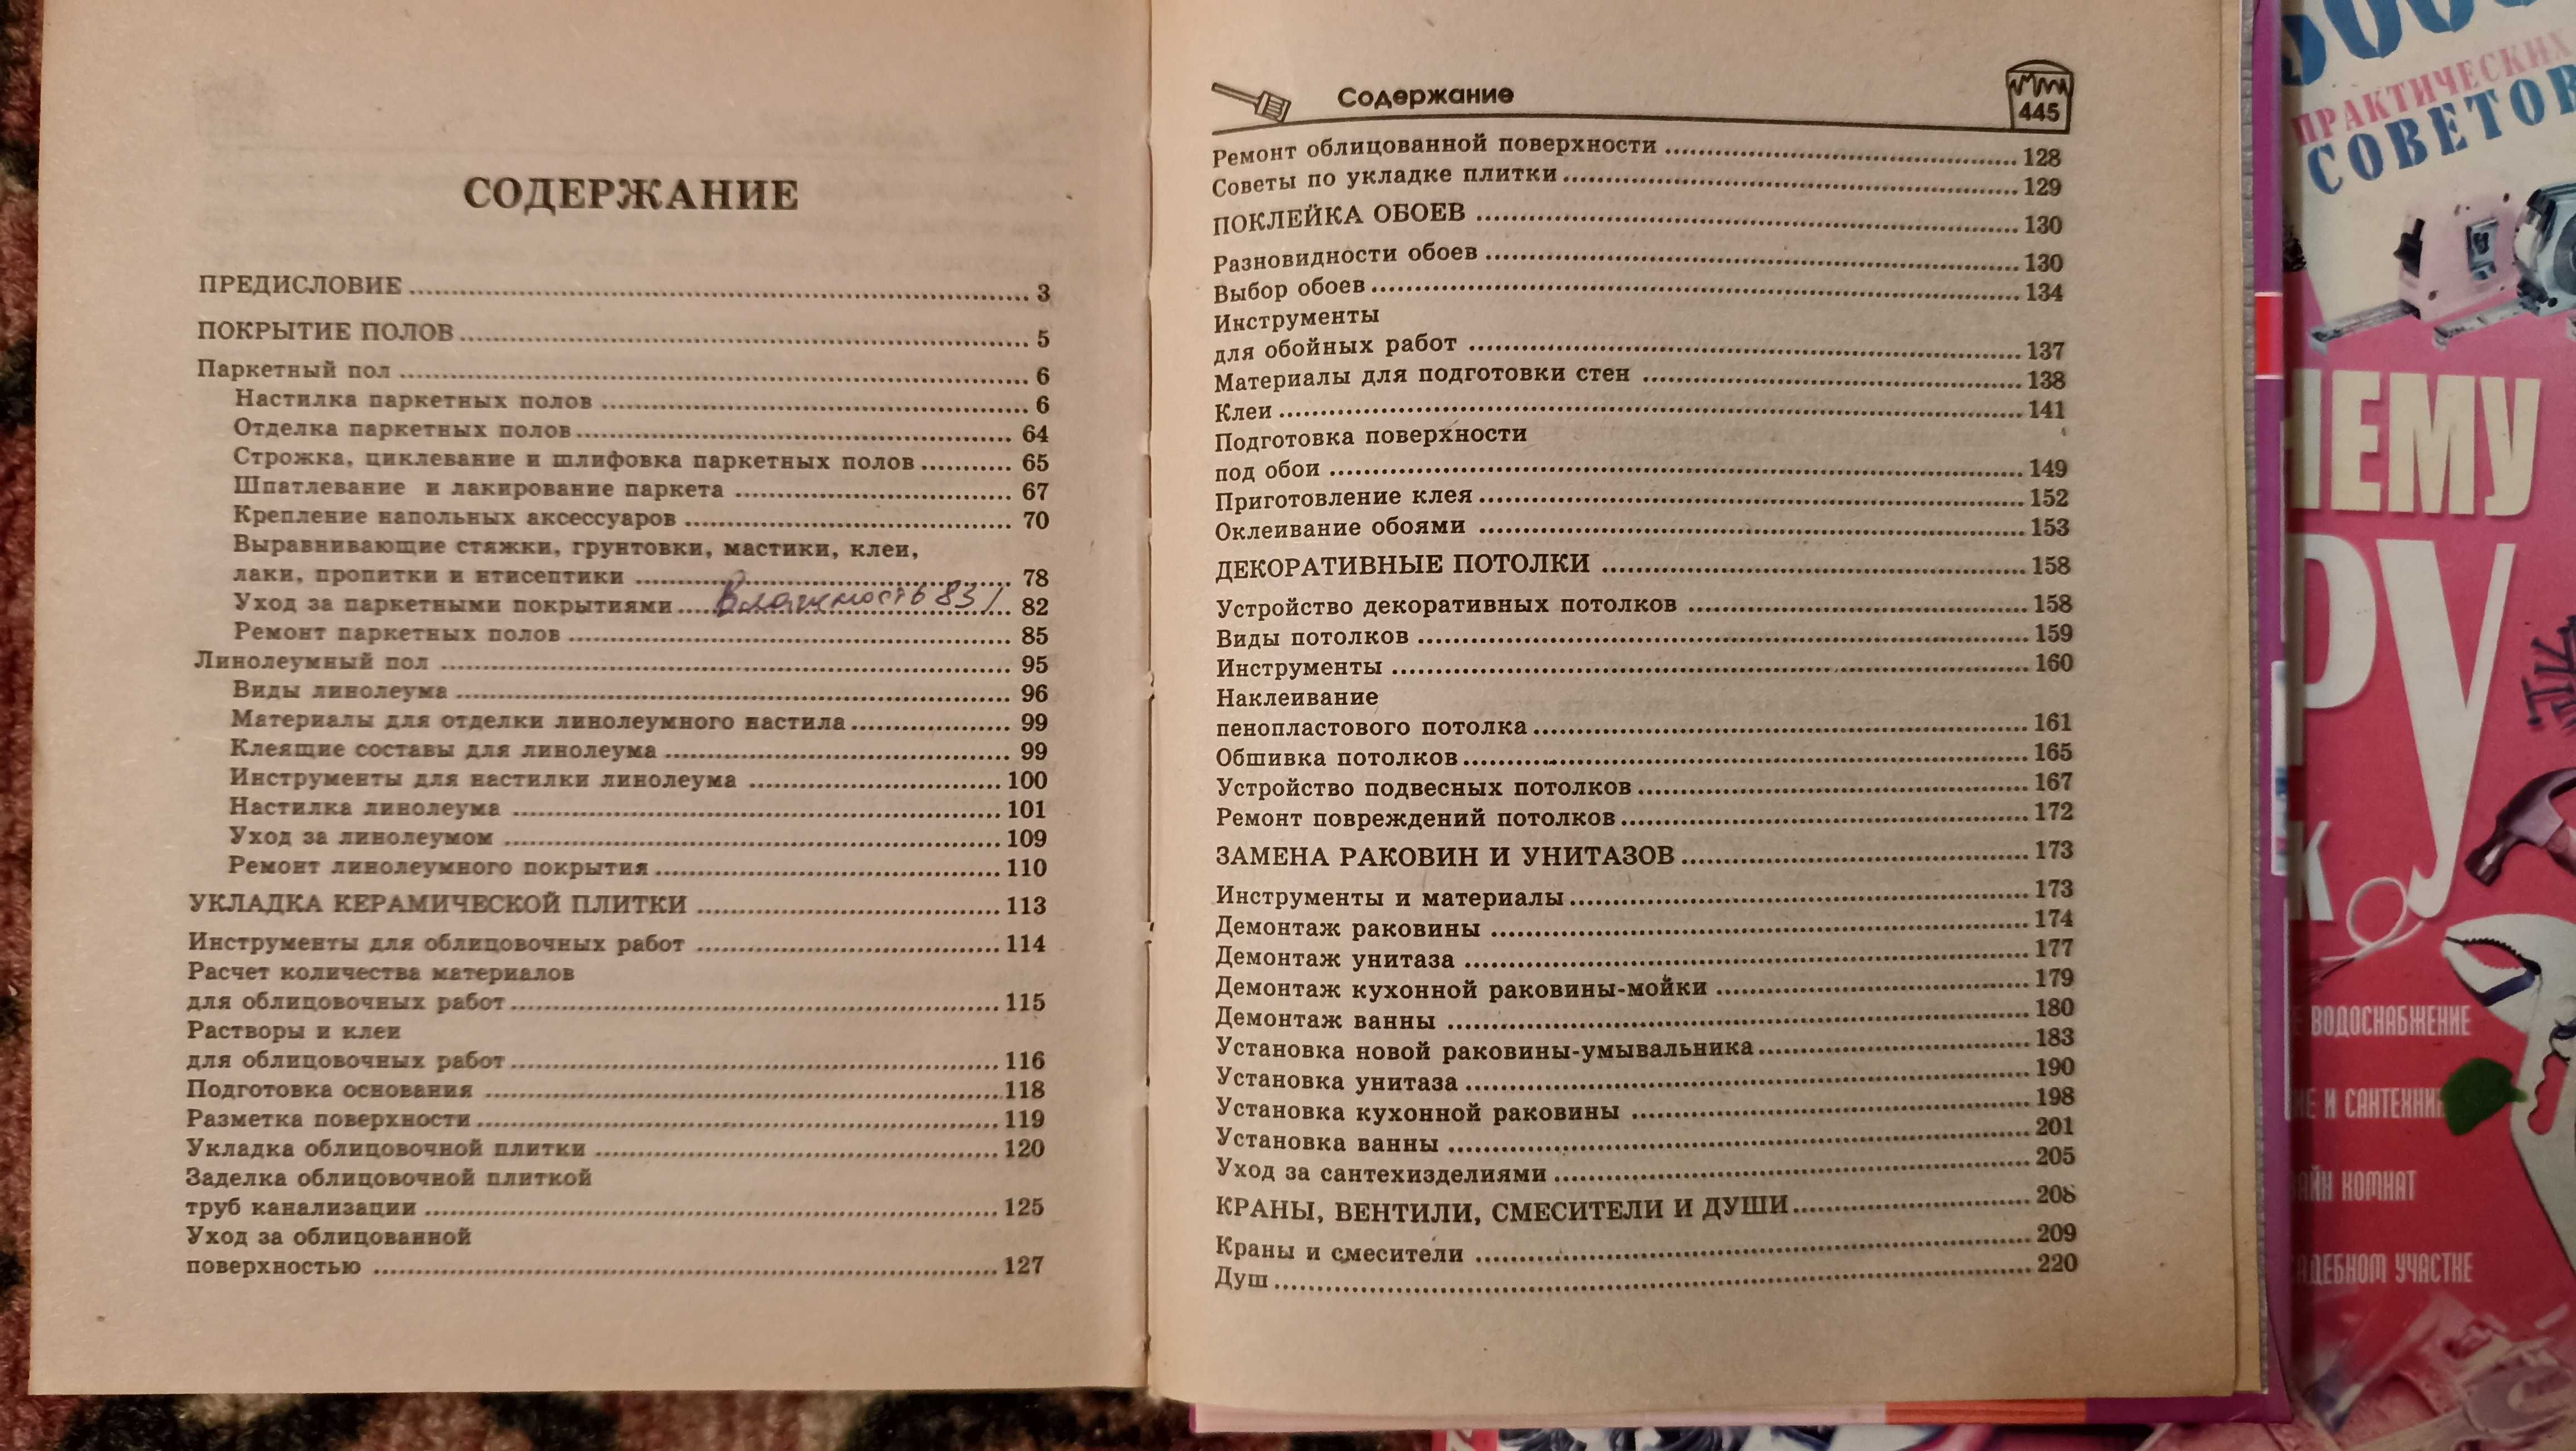 СОДЕРЖАНИЕ
ПРЕДИСЛОВИЕ ........ 3
ПОКРЫТИЕ ПОЛОВ ........ 5
Паркетный пол ........ 6
Настилка паркетных полов ........ 6
Отделка паркетных полов ........ 64
Строжка, циклевание и шлифовка паркетных полов ........ 65
Шпатлевание и лакирование паркета ........ 67
Крепление напольных аксессуаров ........ 70
Выравнивающие стяжки, грунтовки, мастики, клеи,
лаки, пропитки и нтисептики ........ 78
Влажность 83%
Уход за паркетными покрытиями ........ 82
Ремонт паркетных полов ........ 85
Линолеумный пол ........ 95
Виды линолеума ........ 96
Материалы для отделки линолеумного настила ........ 99
Клеящие составы для линолеума ........ 99
Инструменты для настилки линолеума ........ 100
Настилка линолеума ........ 101
Уход за линолеумом ........ 109
Ремонт линолеумного покрытия ........ 110
УКЛАДКА КЕРАМИЧЕСКОЙ ПЛИТКИ ........ 113
Инструменты для облицовочных работ ........ 114
Расчет количества материалов
для облицовочных работ ........ 115
Растворы и клеи
для облицовочных работ ........ 116
Подготовка основания ........ 118
Разметка поверхности ........ 119
Укладка облицовочной плитки ........ 120
Заделка облицовочной плиткой
труб канализации ........ 125
Уход за облицованной
поверхностью ........ 127
Содержание 445
Ремонт облицованной поверхности ........ 128
Советы по укладке плитки ........ 129
ПОКЛЕЙКА ОБОЕВ ........ 130
Разновидности обоев ........ 130
Выбор обоев ........ 134
Инструменты
для обойных работ ........ 137
Материалы для подготовки стен ........ 138
Клеи ........ 141
Подготовка поверхности
под обои ........ 149
Приготовление клея ........ 152
Оклеивание обоями ........ 153
ДЕКОРАТИВНЫЕ ПОТОЛКИ ........ 158
Устройство декоративных потолков ........ 158
Виды потолков ........ 159
Инструменты ........ 160
Наклеивание
пенопластового потолка ........ 161
Обшивка потолков ........ 165
Устройство подвесных потолков ........ 167
Ремонт повреждений потолков ........ 172
ЗАМЕНА РАКОВИН И УНИТАЗОВ ........ 173
Инструменты и материалы ........ 173
Демонтаж раковины ........ 174
Демонтаж унитаза ........ 177
Демонтаж кухонной раковины-мойки ........ 179
Демонтаж ванны ........ 180
Установка новой раковины-умывальника ........ 183
Установка унитаза ........ 190
Установка кухонной раковины ........ 198
Установка ванны ........ 201
Уход за сантехизделиями ........ 205
КРАНЫ, ВЕНТИЛИ, СМЕСИТЕЛИ И ДУШИ ........ 208
Краны и смесители ........ 209
Душ ........ 220
ПРАКТИЧЕСКИХ
СОВЕТОВ
ЕМУ
РУ
К
ВОДОСНАБЖЕНИЕ
И САНТЕХНИ
АЙН КОМНАТ
АДЕБНОМ УЧАСТКЕ